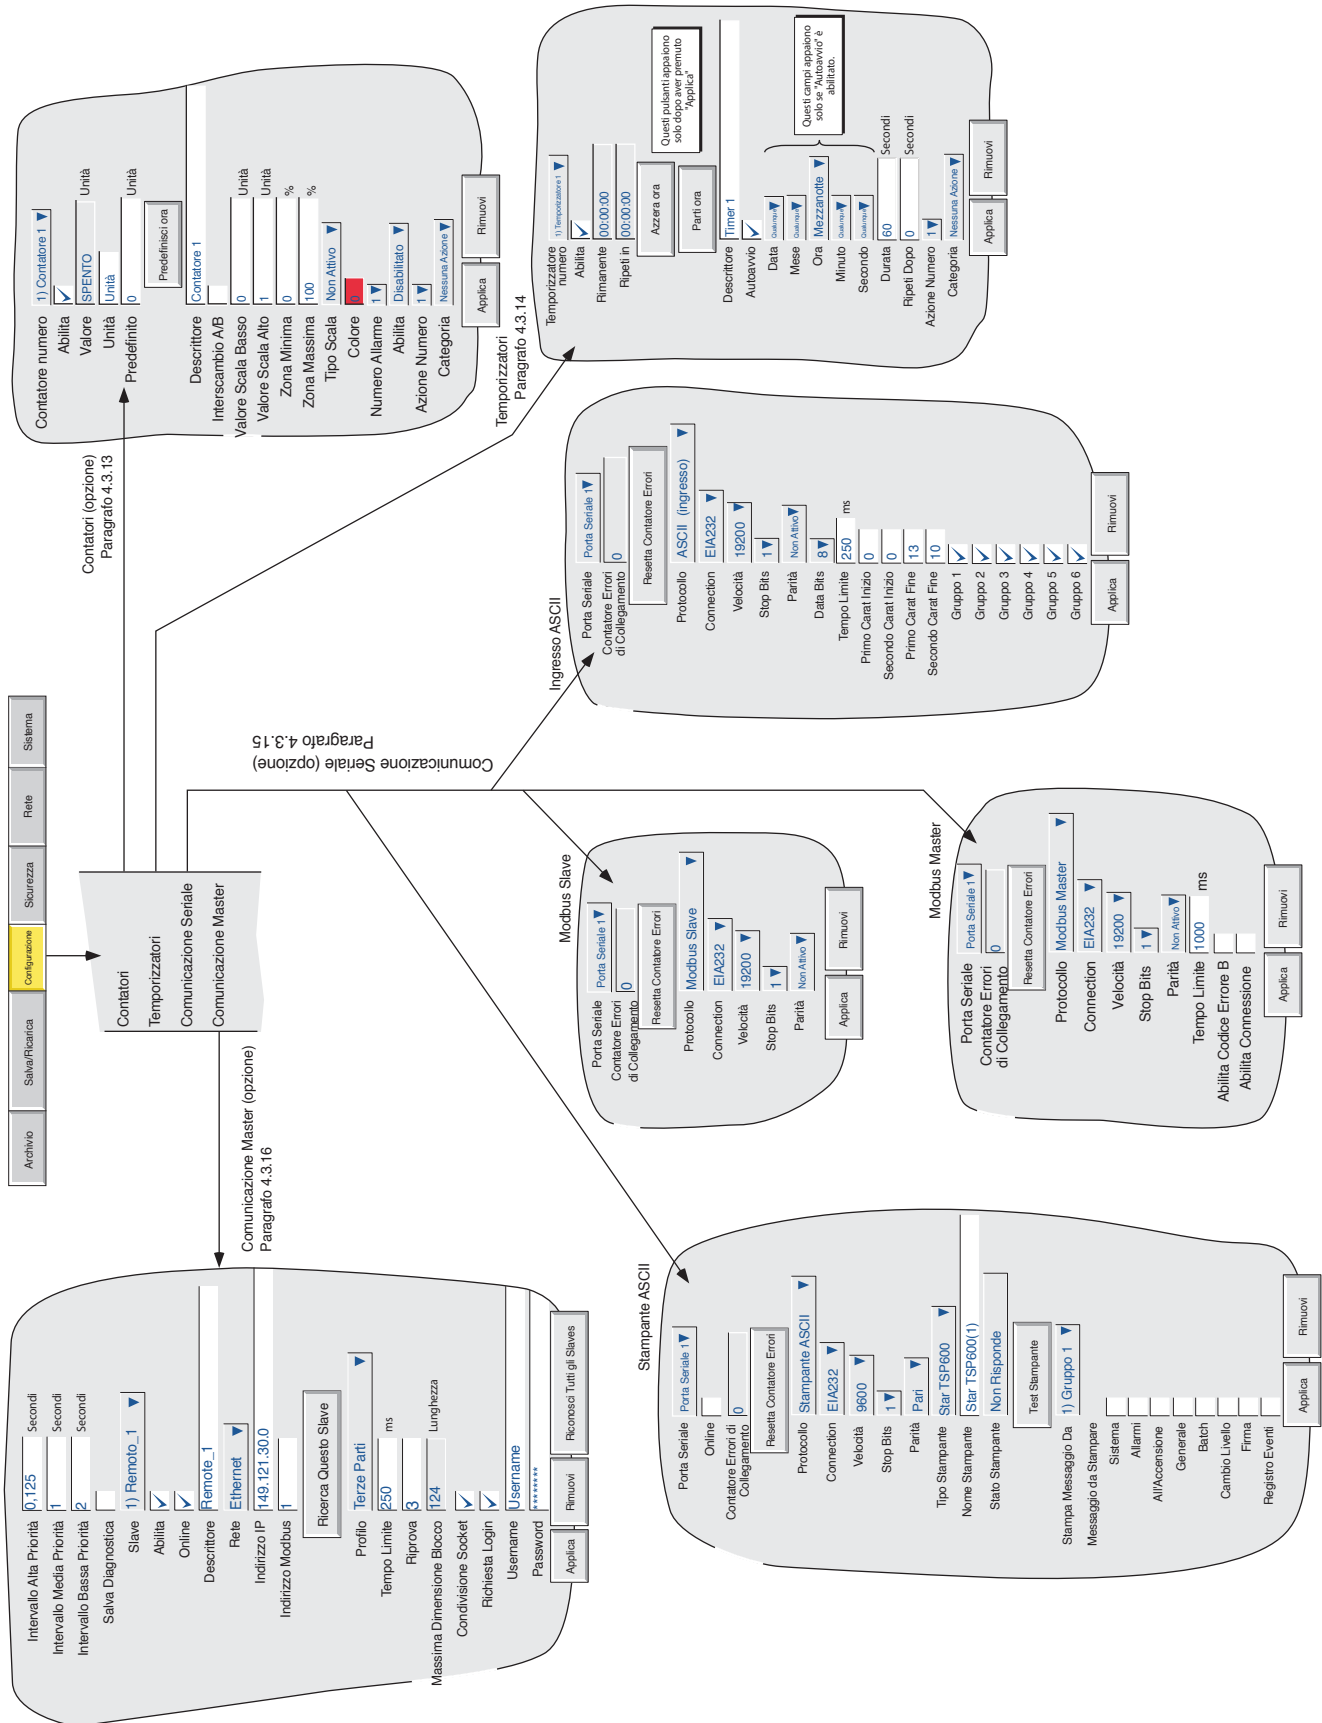 Archivio
Salva/Ricarica
Configurazione
Sicurezza
Rete
Sistema
Contatori
Temporizzatori
Comunicazione Seriale
Comunicazione Master
Comunicazione Master (opzione)
Paragrafo 4.3.16
Intervallo Alta Priorità 0,125 Secondi
Intervallo Media Priorità 1 Secondi
Intervallo Bassa Priorità 2 Secondi
Salva Diagnostica
Slave 1) Remoto_1
Abilita
Online
Descrittore Remote_1
Rete Ethernet
Indirizzo IP 149.121.30.0
Indirizzo Modbus 1
Ricerca Questo Slave
Profilo Terze Parti
Tempo Limite 250 ms
Riprova 3
Massima Dimensione Blocco 124 Lunghezza
Condivisione Socket
Richiesta Login
Username Username
Password ********
Applica Rimuovi Riconosci Tutti gli Slaves
Contatori (opzione)
Paragrafo 4.3.13
Contatore numero 1) Contatore 1
Abilita
Valore SPENTO Unità
Unità Unità
Predefinito 0 Unità
Predefinisci ora
Descrittore Contatore 1
Interscambio A/B
Valore Scala Basso 0 Unità
Valore Scala Alto 1 Unità
Zona Minima 0 %
Zona Massima 100 %
Tipo Scala Non Attivo
Colore 0
Numero Allarme 1
Abilita Disabilitato
Azione Numero 1
Categoria Nessuna Azione
Applica Rimuovi
Temporizzatori
Paragrafo 4.3.14
Temporizzatore
numero 1) Temporizzatore 1
Abilita
Rimanente 00:00:00
Ripeti in 00:00:00
Azzera ora
Parti ora
Questi pulsanti appaiono
solo dopo aver premuto
"Applica"
Descrittore Timer 1
Autoavvio
Data Qualunque
Mese Qualunque
Ora Mezzanotte
Minuto Qualunque
Secondo Qualunque
Questi campi appaiono
solo se "Autoavvio" è
abilitato.
Durata 60 Secondi
Ripeti Dopo 0 Secondi
Azione Numero 1
Categoria Nessuna Azione
Applica Rimuovi
Comunicazione Seriale (opzione)
Paragrafo 4.3.15
Stampante ASCII
Porta Seriale Porta Seriale 1
Online
Contatore Errori di
Collegamento 0
Resetta Contatore Errori
Protocollo Stampante ASCII
Connection EIA232
Velocità 9600
Stop Bits 1
Parità Pari
Tipo Stampante Star TSP600
Nome Stampante Star TSP600(1)
Stato Stampante Non Risponde
Test Stampante
Stampa Messaggio Da 1) Gruppo 1
Messaggio da Stampare
Sistema
Allarmi
All'Accensione
Generale
Batch
Cambio Livello
Firma
Registro Eventi
Applica Rimuovi
Modbus Slave
Porta Seriale Porta Seriale 1
Contatore Errori
di Collegamento 0
Resetta Contatore Errori
Protocollo Modbus Slave
Connection EIA232
Velocità 19200
Stop Bits 1
Parità Non Attivo
Applica Rimuovi
Ingresso ASCII
Porta Seriale Porta Seriale 1
Contatore Errori
di Collegamento 0
Resetta Contatore Errori
Protocollo ASCII (ingresso)
Connection EIA232
Velocità 19200
Stop Bits 1
Parità Non Attivo
Data Bits 8
Tempo Limite 250 ms
Primo Carat Inizio 0
Secondo Carat Inizio 0
Primo Carat Fine 13
Secondo Carat Fine 10
Gruppo 1
Gruppo 2
Gruppo 3
Gruppo 4
Gruppo 5
Gruppo 6
Applica Rimuovi
Modbus Master
Porta Seriale Porta Seriale 1
Contatore Errori
di Collegamento 0
Resetta Contatore Errori
Protocollo Modbus Master
Connection EIA232
Velocità 19200
Stop Bits 1
Parità Non Attivo
Tempo Limite 1000 ms
Abilita Codice Errore B
Abilita Connessione
Applica Rimuovi